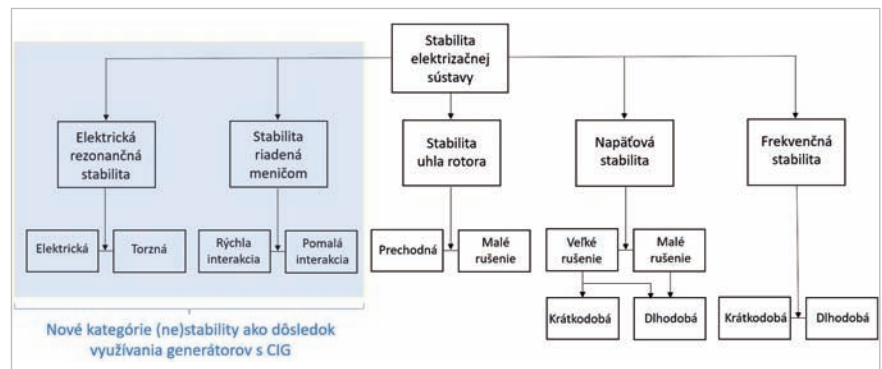 Stabilita
elektrizačnej
sústavy
Elektrická
rezonančná
stabilita
Stabilita
riadená
meničom
Stabilita
uhla rotora
Napäťová
stabilita
Frekvenčná
stabilita
Elektrická
Torzná
Rýchla
interakcia
Pomalá
interakcia
Prechodná
Malé
rušenie
Veľké
rušenie
Malé
rušenie
Krátkodobá
Dlhodobá
Krátkodobá
Dlhodobá
Nové kategórie (ne)stability ako dôsledok
využívania generátorov s CIG